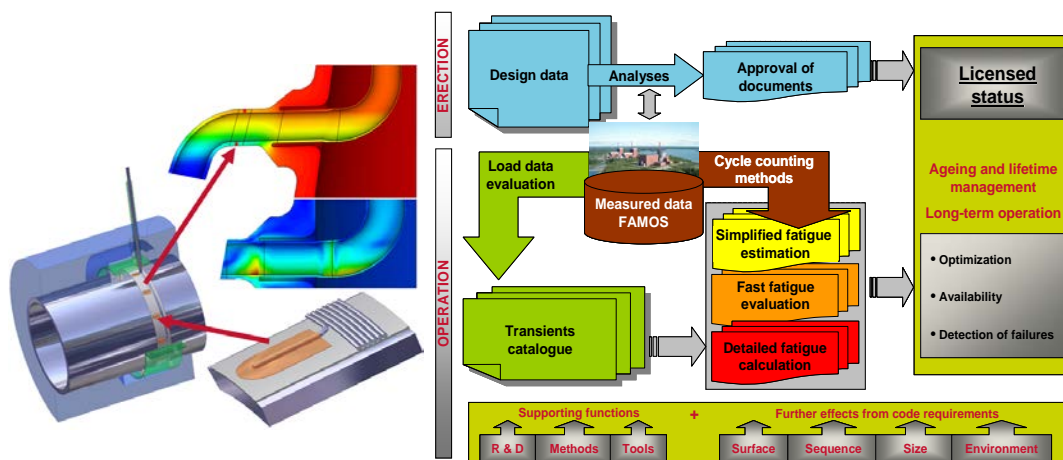 ERECTION
Design data
Analyses
Approval of
documents
Licensed
status
OPERATION
Load data
evaluation
Cycle counting
methods
Measured data
FAMOS
Simplified fatigue
estimation
Fast fatigue
evaluation
Detailed fatigue
calculation
Transients
catalogue
Ageing and lifetime
management
Long-term operation
• Optimization
• Availability
• Detection of failures
Supporting functions + Further effects from code requirements
R & D Methods Tools Surface Sequence Size Environment